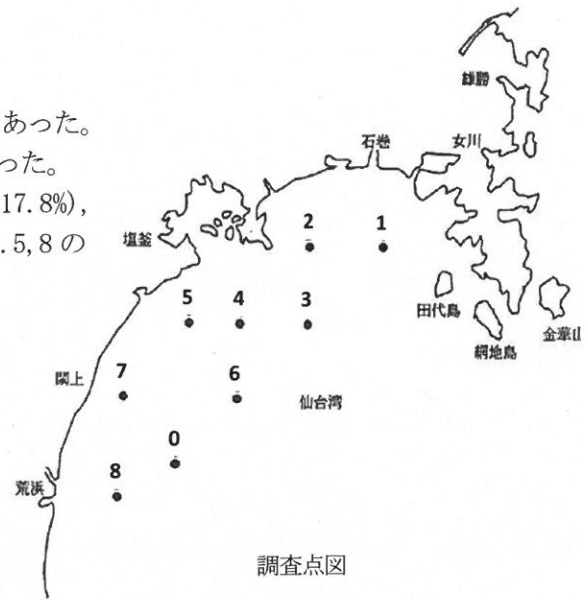 あった。
った。
17.8%),
.5,8の
雄勝
石巻
女川
塩釜
2
1
5
4
3
田代島
網地島
金華山
閖上
7
6
仙台湾
0
荒浜
8
調査点図